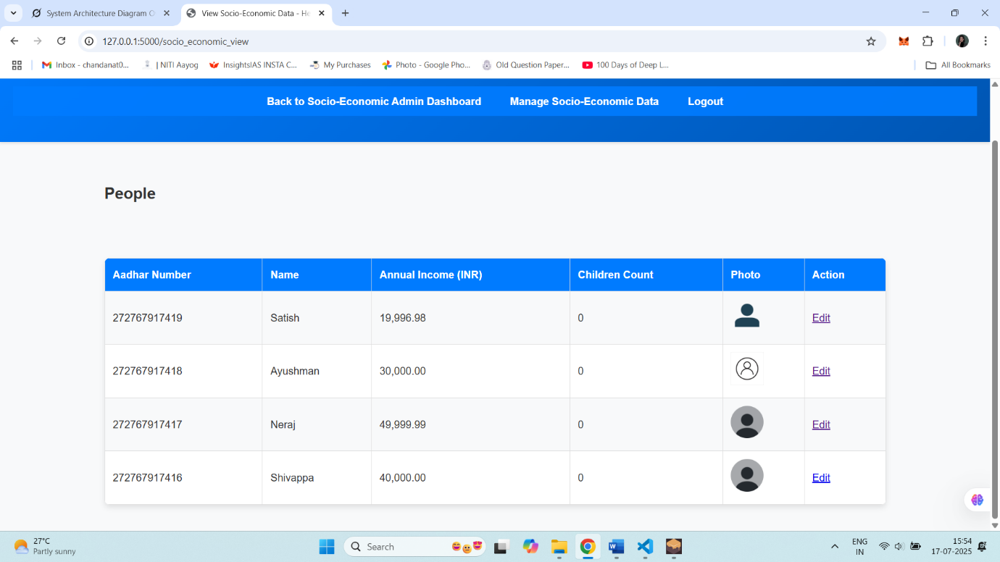 System Architecture Diagram O
View Socio-Economic Data - He
127.0.0.1:5000/socio_economic_view
Inbox - chandanat0...
| NITI Aayog
InsightsIAS INSTA C...
My Purchases
Photo - Google Pho...
Old Question Paper...
100 Days of Deep L...
All Bookmarks
Back to Socio-Economic Admin Dashboard Manage Socio-Economic Data Logout
People
Aadhar Number Name Annual Income (INR) Children Count Photo Action
272767917419 Satish 19,996.98 0 Edit
272767917418 Ayushman 30,000.00 0 Edit
272767917417 Neraj 49,999.99 0 Edit
272767917416 Shivappa 40,000.00 0 Edit
27°C
Partly sunny
Search
ENG
IN
15:54
17-07-2025